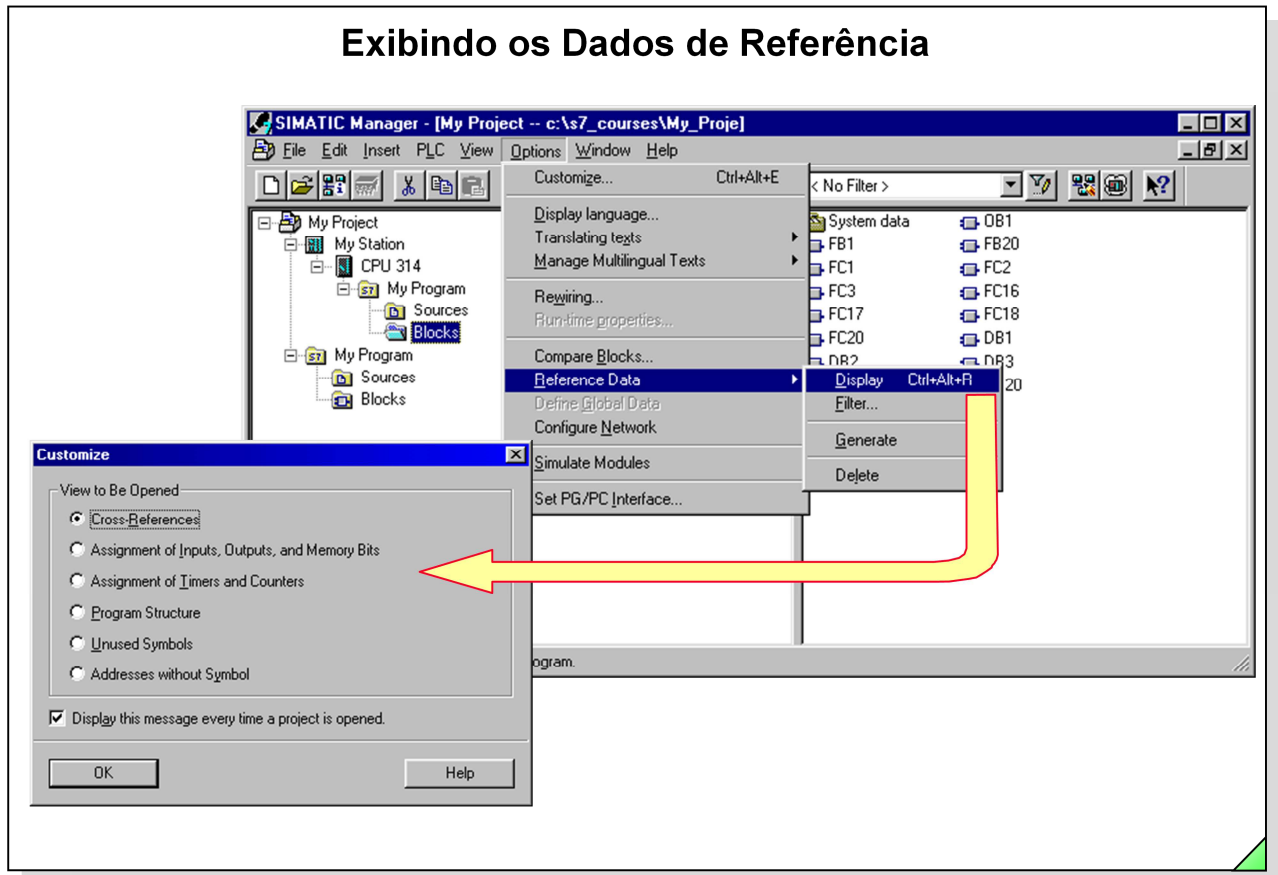 Exibindo os Dados de Referência
SIMATIC Manager - [My Project -- c:\s7_courses\My_Proje]
File Edit Insert PLC View Options Window Help
Customize... Ctrl+Alt+E
Display language...
Translating texts
Manage Multilingual Texts
Rewiring...
Run-time properties...
Compare Blocks...
Reference Data
Define Global Data
Configure Network
Simulate Modules
Set PG/PC Interface...
Display Ctrl+Alt+R
Filter...
Generate
Delete
< No Filter >
My Project
My Station
CPU 314
S7 My Program
Sources
Blocks
S7 My Program
Sources
Blocks
System data OB1
FB1 FB20
FC1 FC2
FC3 FC16
FC17 FC18
FC20 DB1
DB2 DB3
20
ogram.
Customize
View to Be Opened
Cross-References
Assignment of Inputs, Outputs, and Memory Bits
Assignment of Timers and Counters
Program Structure
Unused Symbols
Addresses without Symbol
Display this message every time a project is opened.
OK Help